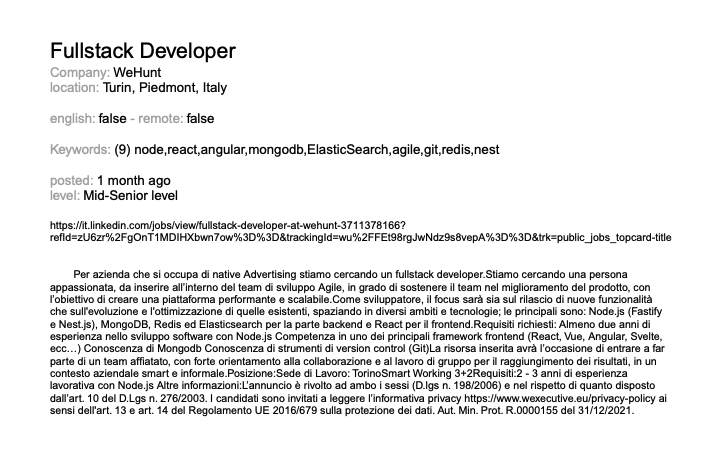 Fullstack Developer
Company: WeHunt
location: Turin, Piedmont, Italy
english: false - remote: false
Keywords: (9) node,react,angular,mongodb,ElasticSearch,agile,git,redis,nest
posted: 1 month ago
level: Mid-Senior level
https://it.linkedin.com/jobs/view/fullstack-developer-at-wehunt-3711378166?
refId=zU6zr%2FgOnT1MDIHXbwn7ow%3D%3D&trackingId=wu%2FFEt98rgJwNdz9s8vepA%3D%3D&trk=public_jobs_topcard-title
Per azienda che si occupa di native Advertising stiamo cercando un fullstack developer.Stiamo cercando una persona
appassionata, da inserire all’interno del team di sviluppo Agile, in grado di sostenere il team nel miglioramento del prodotto, con
l’obiettivo di creare una piattaforma performante e scalabile.Come sviluppatore, il focus sarà sia sul rilascio di nuove funzionalità
che sull'evoluzione e l'ottimizzazione di quelle esistenti, spaziando in diversi ambiti e tecnologie; le principali sono: Node.js (Fastify
e Nest.js), MongoDB, Redis ed Elasticsearch per la parte backend e React per il frontend.Requisiti richiesti: Almeno due anni di
esperienza nello sviluppo software con Node.js Competenza in uno dei principali framework frontend (React, Vue, Angular, Svelte,
ecc…) Conoscenza di Mongodb Conoscenza di strumenti di version control (Git)La risorsa inserita avrà l’occasione di entrare a far
parte di un team affiatato, con forte orientamento alla collaborazione e al lavoro di gruppo per il raggiungimento dei risultati, in un
contesto aziendale smart e informale.Posizione:Sede di Lavoro: TorinoSmart Working 3+2Requisiti:2 - 3 anni di esperienza
lavorativa con Node.js Altre informazioni:L’annuncio è rivolto ad ambo i sessi (D.lgs n. 198/2006) e nel rispetto di quanto disposto
dall’art. 10 del D.Lgs n. 276/2003. I candidati sono invitati a leggere l’informativa privacy https://www.wexecutive.eu/privacy-policy ai
sensi dell'art. 13 e art. 14 del Regolamento UE 2016/679 sulla protezione dei dati. Aut. Min. Prot. R.0000155 del 31/12/2021.